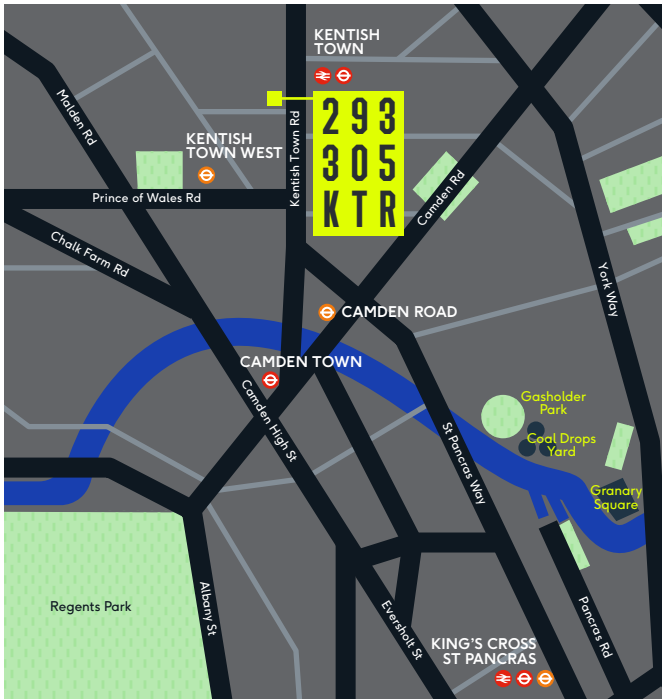 KENTISH
TOWN
293
305
KTR
Malden Rd
Kentish Town Rd
KENTISH
TOWN WEST
Prince of Wales Rd
Camden Rd
Chalk Farm Rd
York Way
CAMDEN ROAD
CAMDEN TOWN
Camden High St
Gasholder
Park
Coal Drops
Yard
St Pancras Way
Granary
Square
Regents Park
Albany St
Eversholt St
Pancras Rd
KING'S CROSS
ST PANCRAS